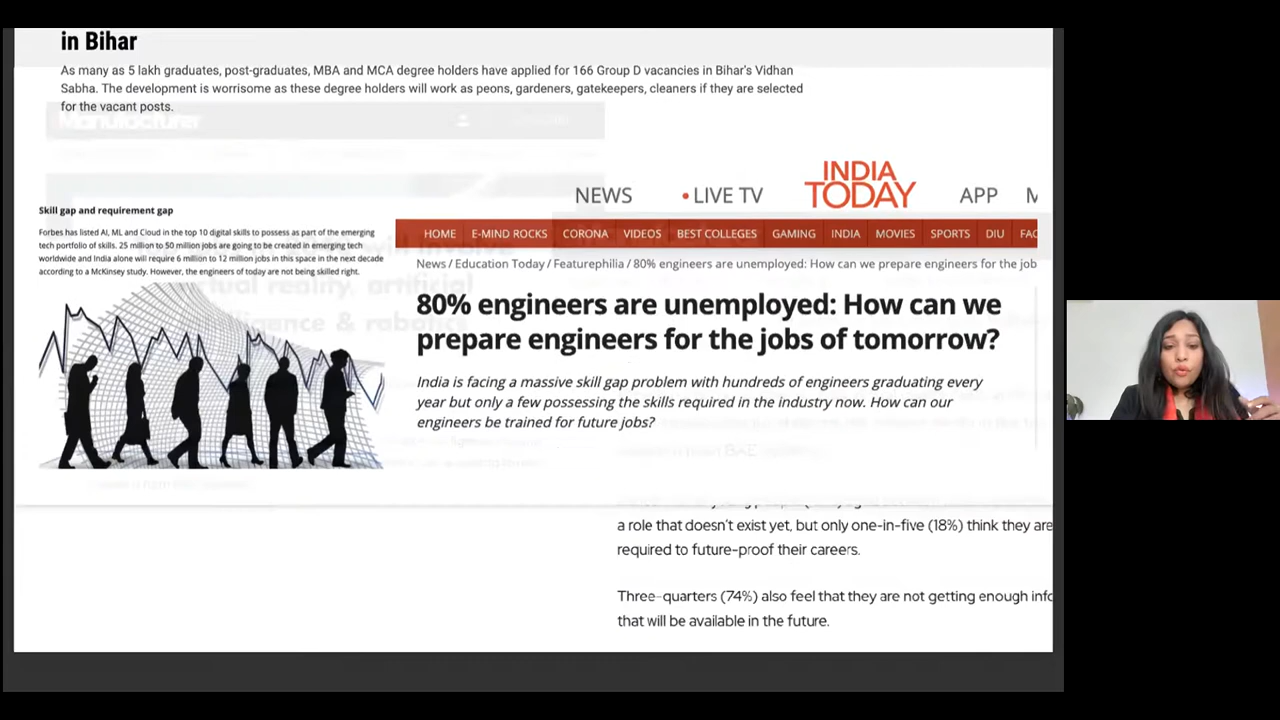 in Bihar
As many as 5 lakh graduates, post-graduates, MBA and MCA degree holders have applied for 166 Group D vacancies in Bihar's Vidhan
Sabha. The development is worrisome as these degree holders will work as peons, gardeners, gatekeepers, cleaners if they are selected
for the vacant posts.
Manufacturer
Skill gap and requirement gap
Forbes has listed AI, ML and Cloud in the top 10 digital skills to possess as part of the emerging
tech portfolio of skills. 25 million to 50 million jobs are going to be created in emerging tech
worldwide and India alone will require 6 million to 12 million jobs in this space in the next decade
according to a McKinsey study. However, the engineers of today are not being skilled right.
will involve
virtual reality, artificial
intelligence & robotics
NEWS • LIVE TV INDIA TODAY APP
HOME E-MIND ROCKS CORONA VIDEOS BEST COLLEGES GAMING INDIA MOVIES SPORTS DIU FAC
News / Education Today / Featurephilia / 80% engineers are unemployed: How can we prepare engineers for the job
80% engineers are unemployed: How can we
prepare engineers for the jobs of tomorrow?
India is facing a massive skill gap problem with hundreds of engineers graduating every
year but only a few possessing the skills required in the industry now. How can our
engineers be trained for future jobs?
a role that doesn't exist yet, but only one-in-five (18%) think they are
required to future-proof their careers.
Three-quarters (74%) also feel that they are not getting enough info
that will be available in the future.